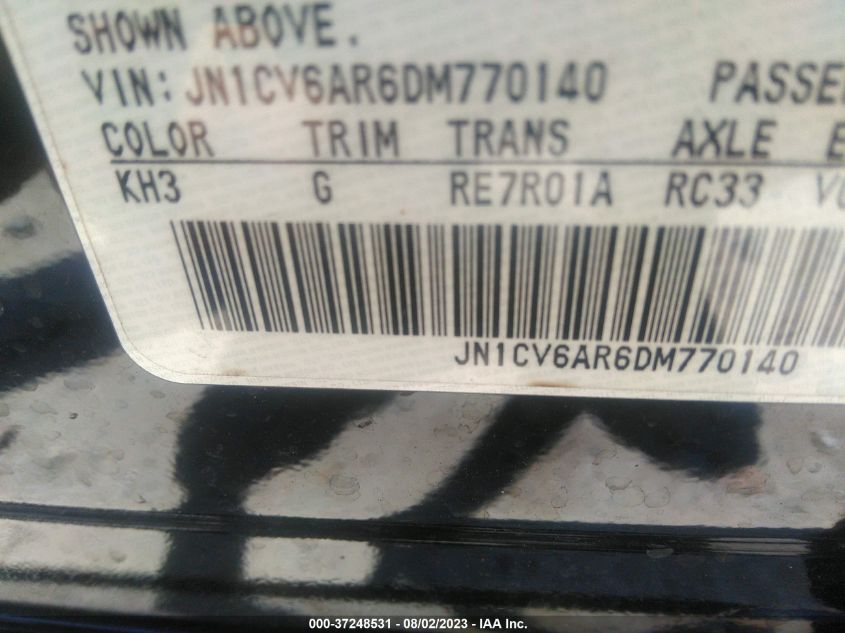 SHOWN ABOVE.
VIN: JN1CV6AR6DM770140 PASSE
COLOR TRIM TRANS AXLE E
KH3 G RE7R01A RC33
JN1CV6AR6DM770140
000-37248531 - 08/02/2023 - IAA Inc.